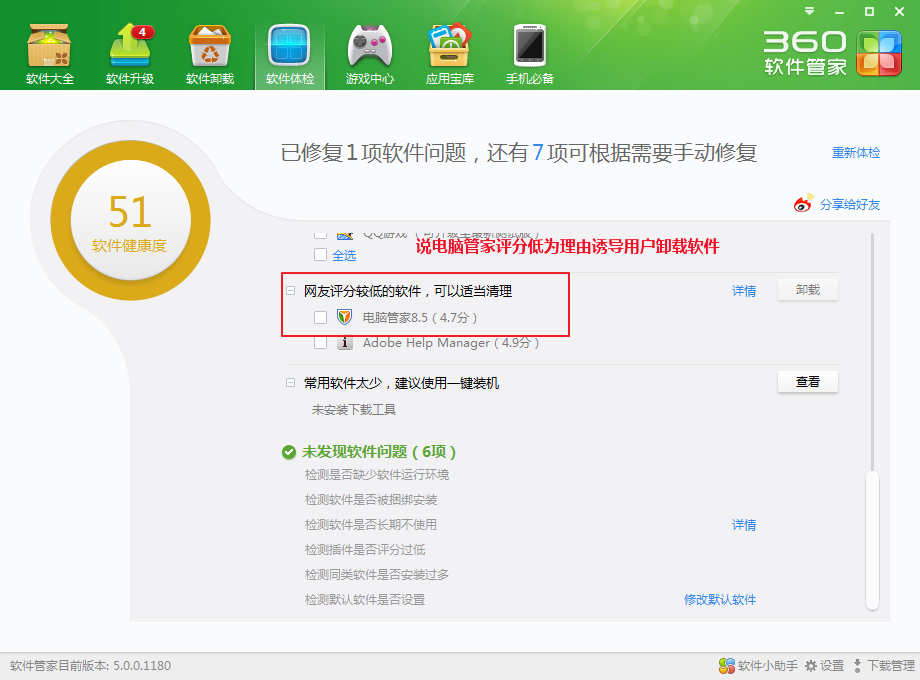 4
软件大全 软件升级 软件卸载 软件体检 游戏中心 应用宝库 手机必备
360
软件管家
已修复1项软件问题，还有7项可根据需要手动修复
重新体检
51
软件健康度
分享给好友
QQ游戏（可升级至最新测试版）
全选
说电脑管家评分低为理由诱导用户卸载软件
网友评分较低的软件，可以适当清理 详情 卸载
电脑管家8.5（4.7分）
Adobe Help Manager（4.9分）
常用软件太少，建议使用一键装机 查看
未安装下载工具
未发现软件问题（6项）
检测是否缺少软件运行环境
检测软件是否被捆绑安装
检测软件是否长期不使用 详情
检测插件是否评分过低
检测同类软件是否安装过多
检测默认软件是否设置 修改默认软件
软件管家目前版本: 5.0.0.1180
软件小助手 设置 下载管理